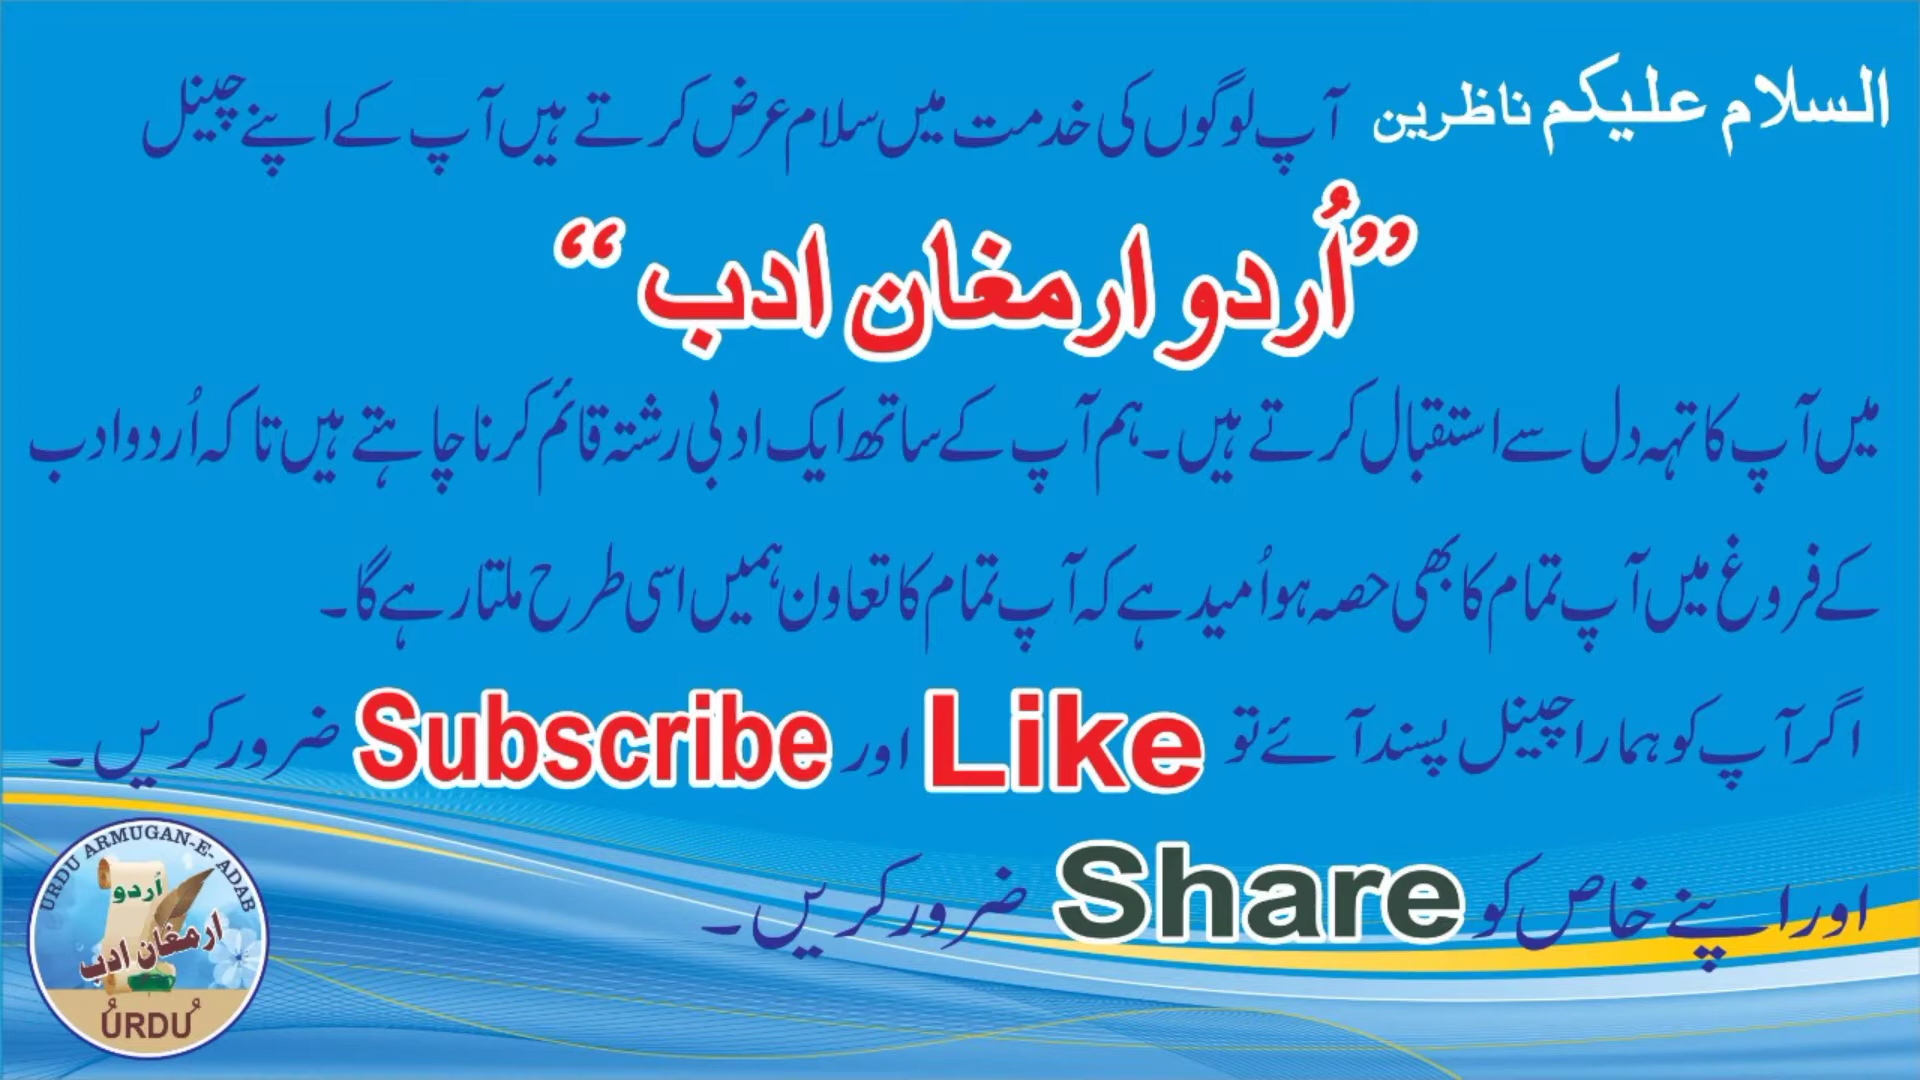 السلام علیکم ناظرین آپ لوگوں کی خدمت میں سلام عرض کرتے ہیں آپ کے اپنے چینل
”اُردو ارمغان ادب“
میں آپ کا تہہ دل سے استقبال کرتے ہیں۔ ہم آپ کے ساتھ ایک ادبی رشتہ قائم کرنا چاہتے ہیں تا کہ اُردو ادب
کے فروغ میں آپ تمام کا بھی حصہ ہو اُمید ہے کہ آپ تمام کا تعاون ہمیں اسی طرح ملتا رہے گا۔
اگر آپ کو ہمارا چینل پسند آئے تو Like اور Subscribe ضرور کریں۔
اور اپنے خاص کو Share ضرور کریں۔
URDU ARMUGAN-E- ADAB
اُردو
ارمغان ادب
URDU